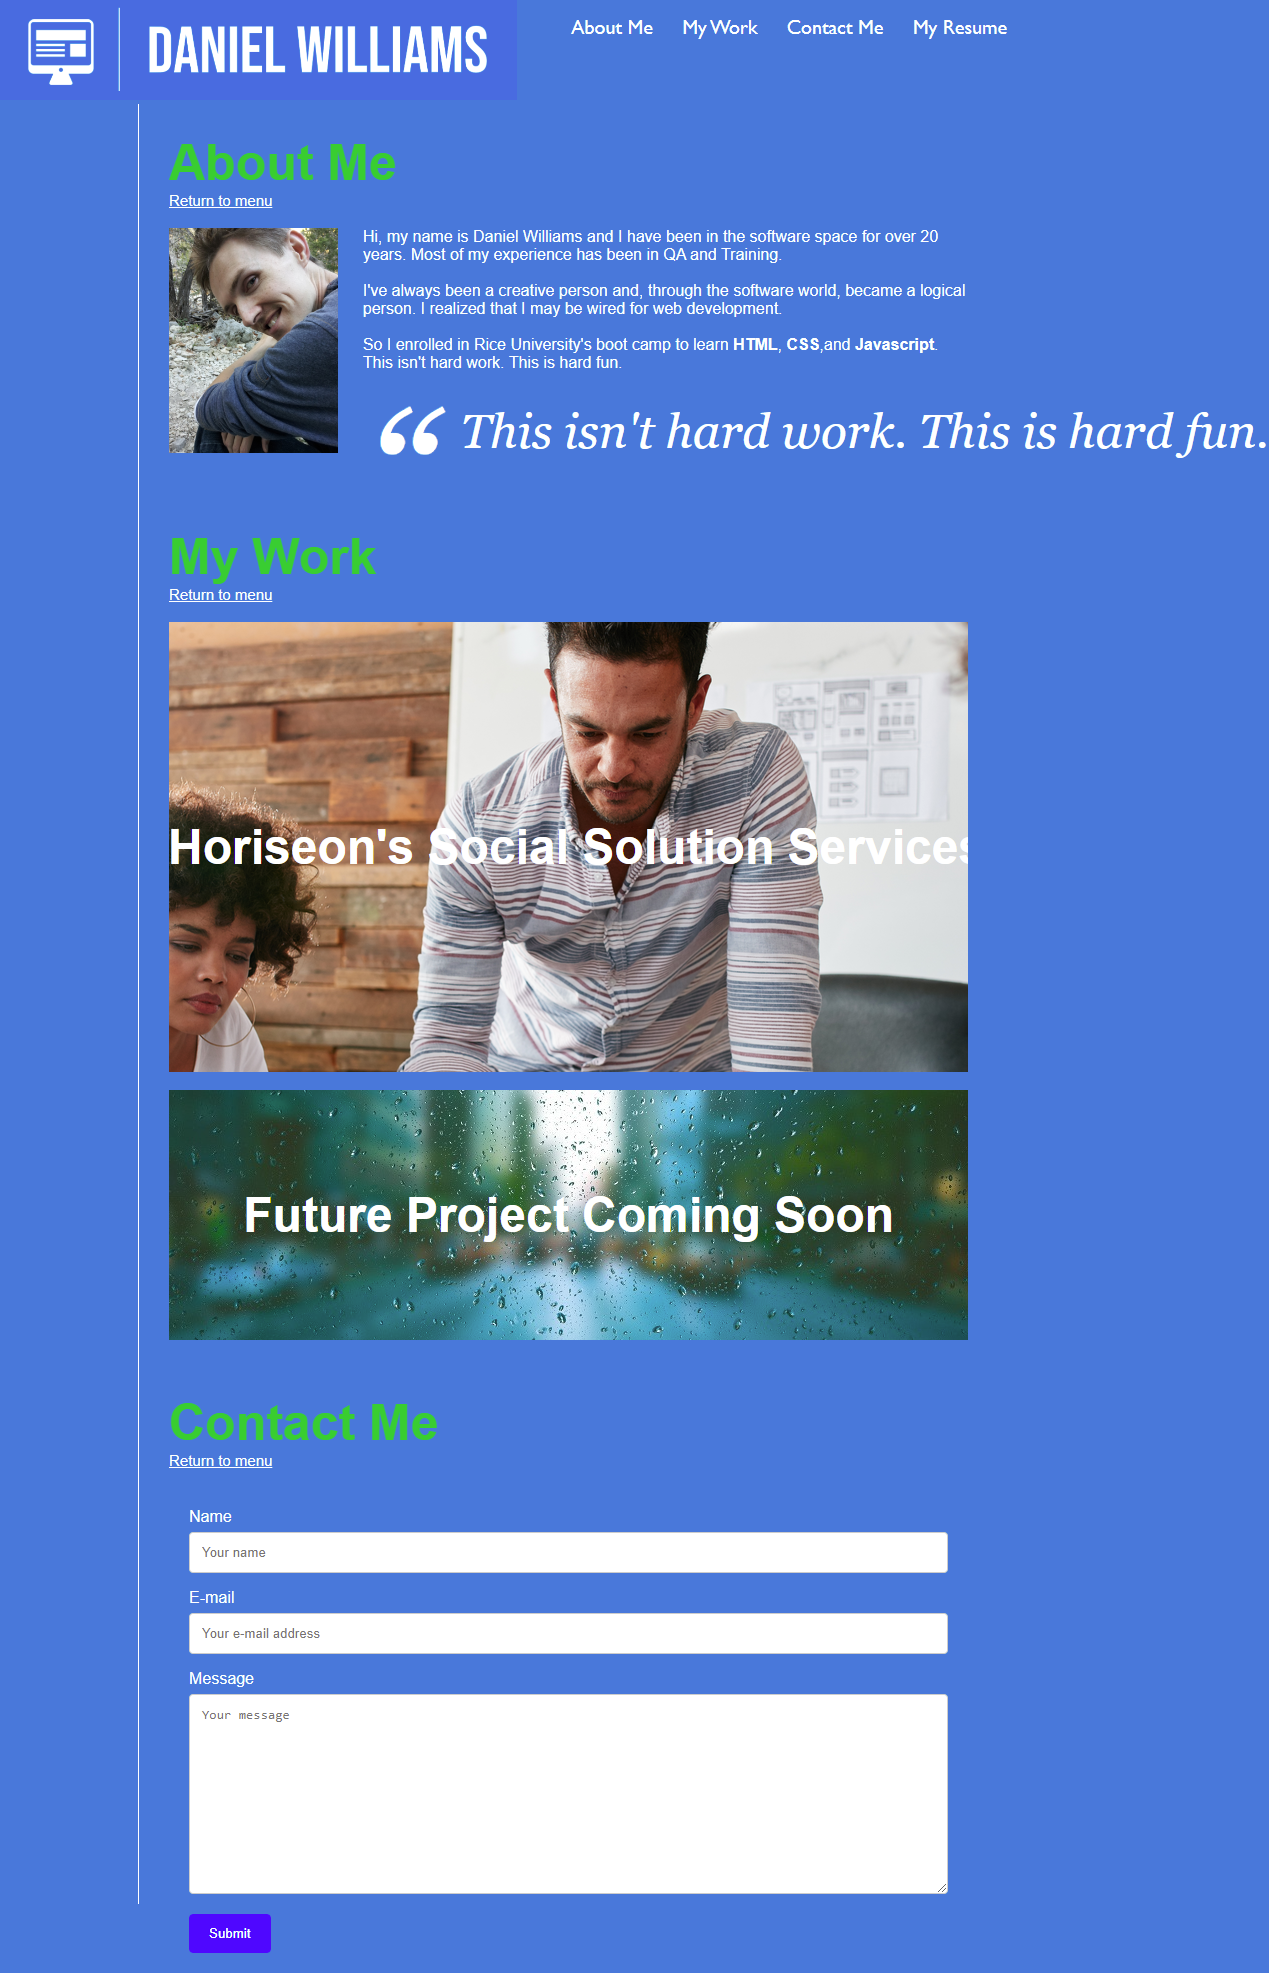 DANIEL WILLIAMS
About Me My Work Contact Me My Resume
About Me
Return to menu
Hi, my name is Daniel Williams and I have been in the software space for over 20
years. Most of my experience has been in QA and Training.
I've always been a creative person and, through the software world, became a logical
person. I realized that I may be wired for web development.
So I enrolled in Rice University's boot camp to learn HTML, CSS,and Javascript.
This isn't hard work. This is hard fun.
“ This isn't hard work. This is hard fun.
My Work
Return to menu
Horiseon's Social Solution Services
Future Project Coming Soon
Contact Me
Return to menu
Name
Your name
E-mail
Your e-mail address
Message
Your message
Submit